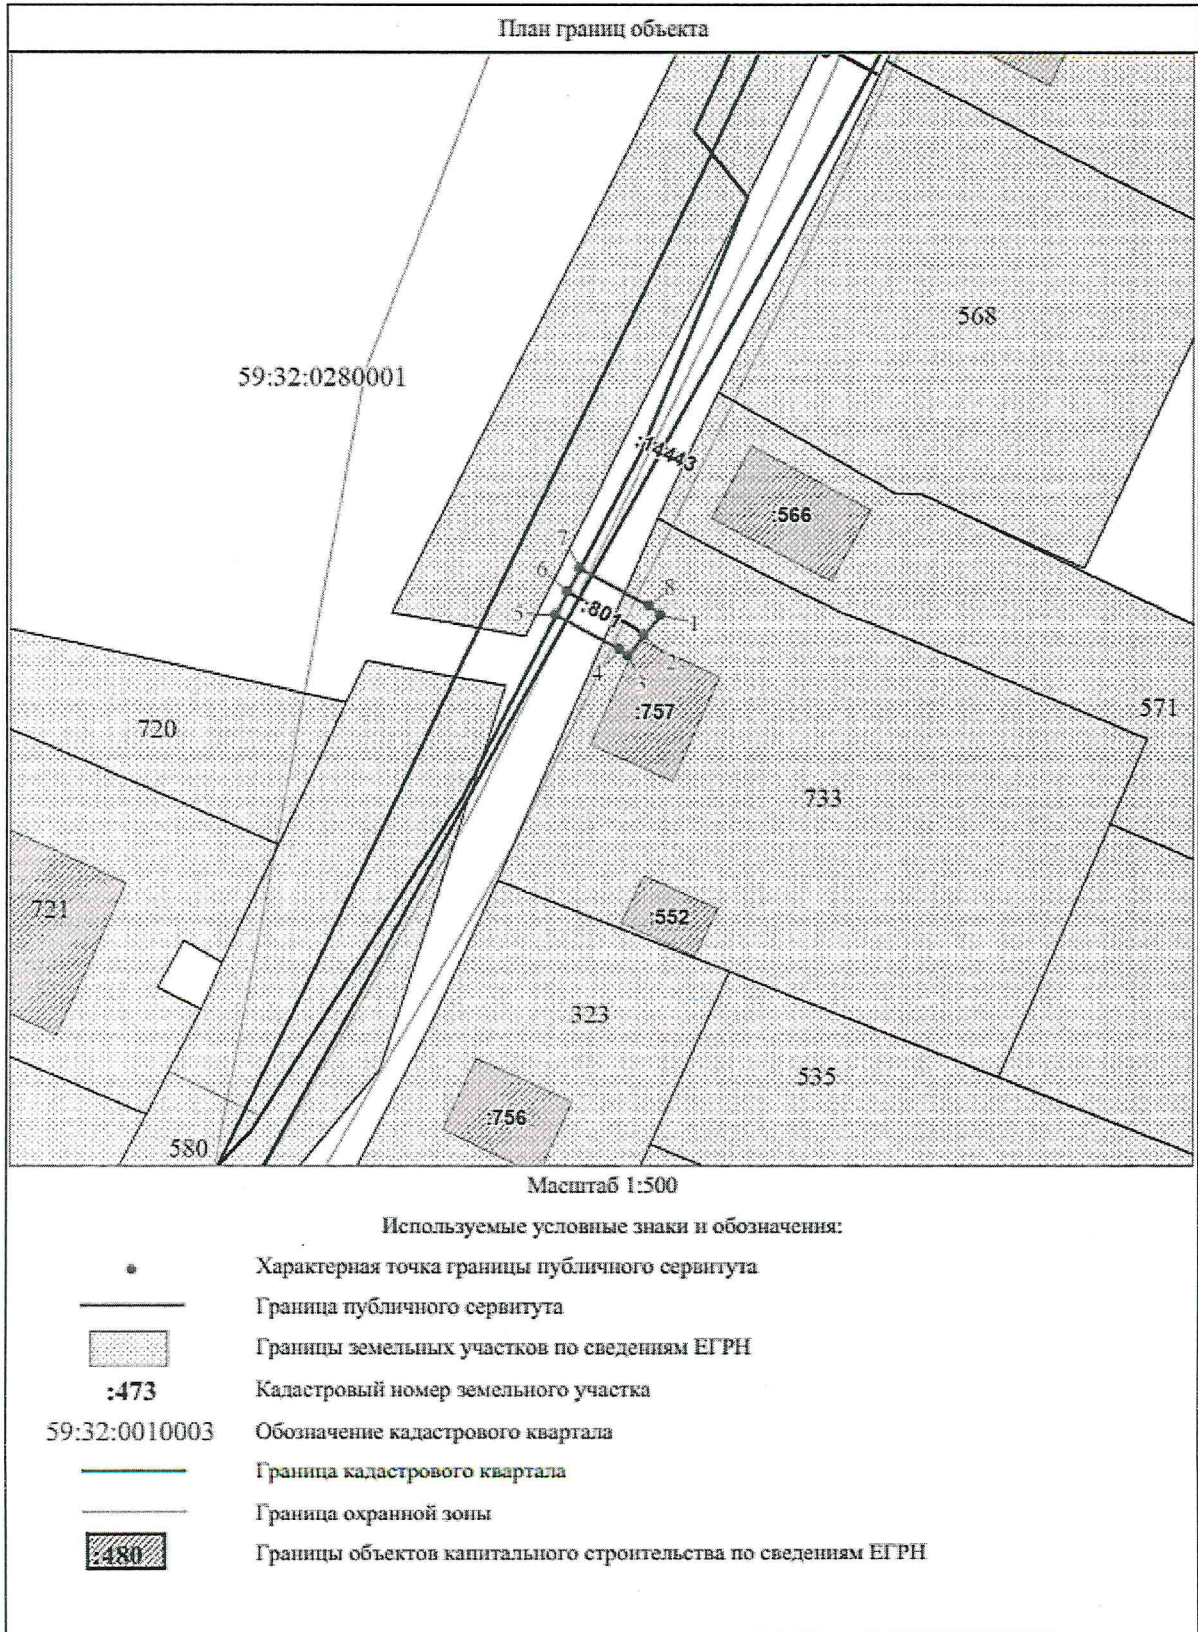 План границ объекта
568
59:32:0280001
:14443
:566
7
6
8
:801
5
1
2
4
3
:757
571
720
733
721
:552
323
535
:756
580
Масштаб 1:500
Используемые условные знаки и обозначения:
Характерная точка границы публичного сервитута
Граница публичного сервитута
Границы земельных участков по сведениям ЕГРН
:473 Кадастровый номер земельного участка
59:32:0010003 Обозначение кадастрового квартала
Граница кадастрового квартала
Граница охранной зоны
:480 Границы объектов капитального строительства по сведениям ЕГРН